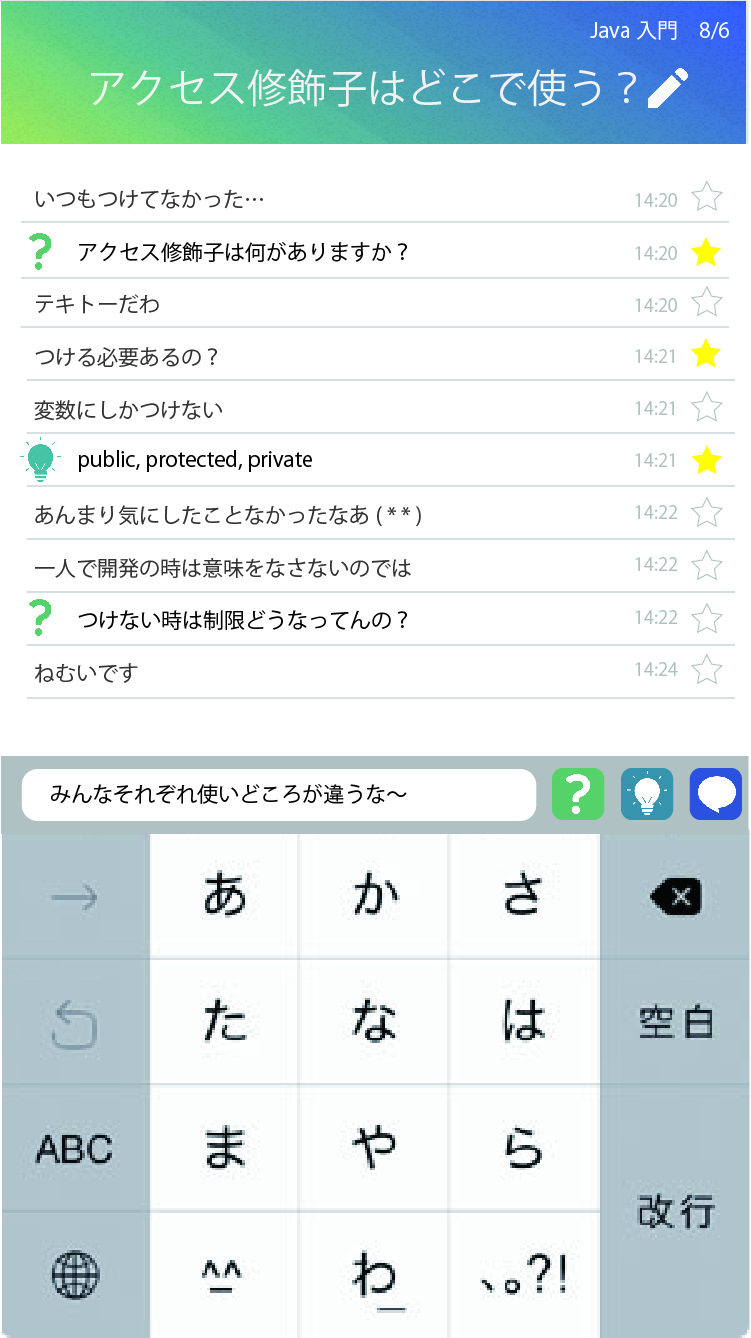 Java 入門 8/6
アクセス修飾子はどこで使う？
いつもつけてなかった… 14:20
アクセス修飾子は何がありますか？ 14:20
テキトーだわ 14:20
つける必要あるの？ 14:21
変数にしかつけない 14:21
public, protected, private 14:21
あんまり気にしたことなかったなあ ( * * ) 14:22
一人で開発の時は意味をなさないのでは 14:22
つけない時は制限どうなってんの？ 14:22
ねむいです 14:24
みんなそれぞれ使いどころが違うな〜
→ あ か さ
た な は 空白
ABC ま や ら
改行
^^ わ 、。?!